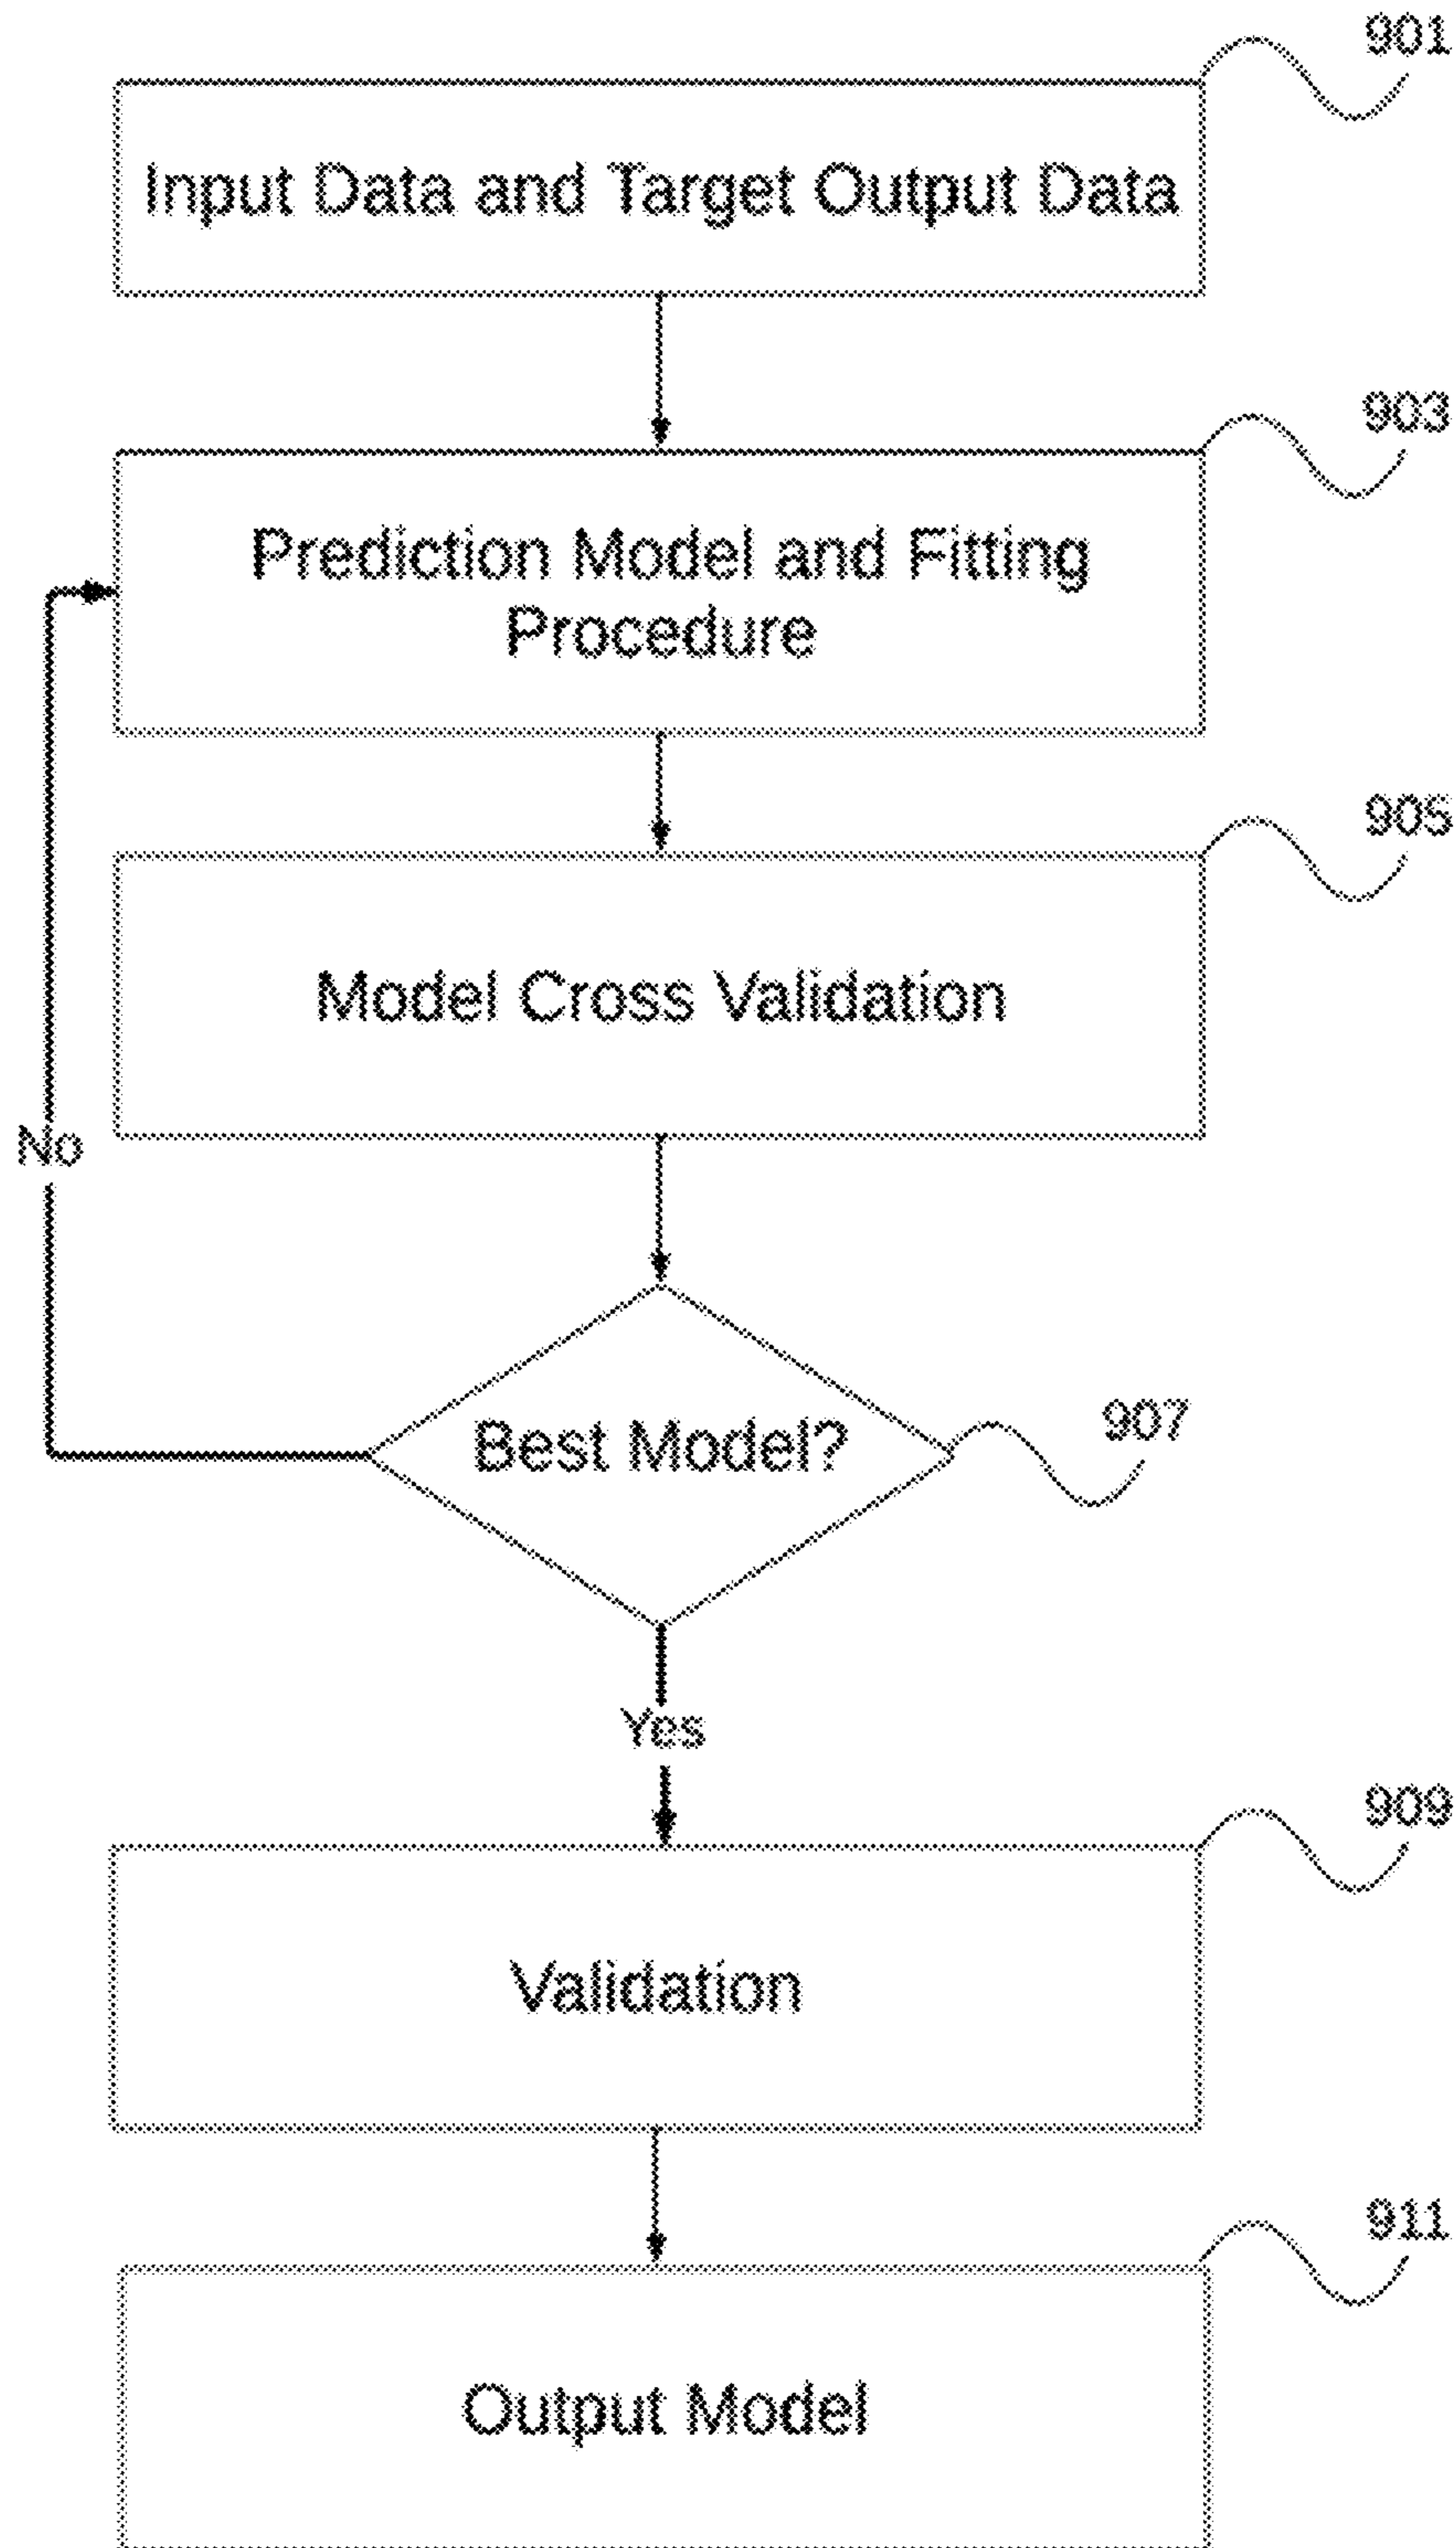 901
Input Data and Target Output Data
903
Prediction Model and Fitting
Procedure
905
Model Cross Validation
No
907
Best Model?
Yes
909
Validation
911
Output Model